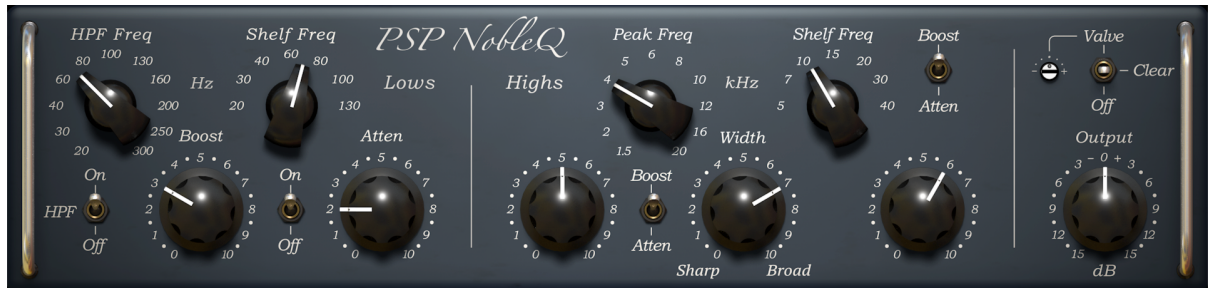 PSP NobleQ
HPF Freq
20 30 40 60 80 100 130 160 200 250 300
Hz
Shelf Freq
20 30 40 60 80 100 130
Lows
HPF
On
Off
Boost
0 1 2 3 4 5 6 7 8 9 10
On
Off
Atten
0 1 2 3 4 5 6 7 8 9 10
Highs
Peak Freq
1.5 2 3 4 5 6 8 10 12 16 20
kHz
Shelf Freq
5 7 10 15 20 30 40
Boost
Atten
0 1 2 3 4 5 6 7 8 9 10
Boost
Atten
Width
0 1 2 3 4 5 6 7 8 9 10
Sharp Broad
0 1 2 3 4 5 6 7 8 9 10
Valve
- +
Clear
Off
Output
15 12 9 6 3 - 0 + 3 6 9 12 15
dB